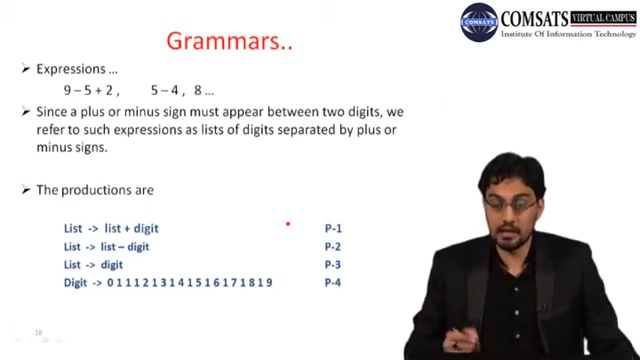 COMSATS VIRTUAL CAMPUS
Institute Of Information Technology
Grammars..
Expressions ...
9 – 5 + 2 , 5 – 4 , 8 ...
Since a plus or minus sign must appear between two digits, we
refer to such expressions as lists of digits separated by plus or
minus signs.
The productions are
List -> list + digit P-1
List -> list – digit P-2
List -> digit P-3
Digit -> 0 1 1 1 2 1 3 1 4 1 5 1 6 1 7 1 8 1 9 P-4
16